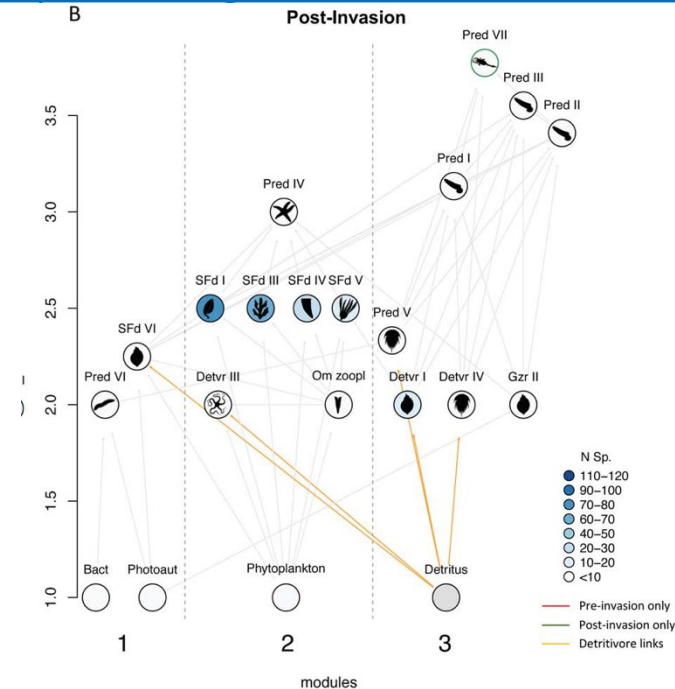 B
Post-Invasion
Pred VII
Pred III
Pred II
Pred I
Pred IV
SFd I SFd III SFd IV SFd V
Pred V
SFd VI
Pred VI
Detvr III
Om zoopl
Detvr I
Detvr IV
Gzr II
Bact
Photoaut
Phytoplankton
Detritus
3.5
3.0
2.5
2.0
1.5
1.0
1
2
3
modules
N Sp.
110–120
90–100
70–80
60–70
40–50
20–30
10–20
<10
Pre-invasion only
Post-invasion only
Detritivore links